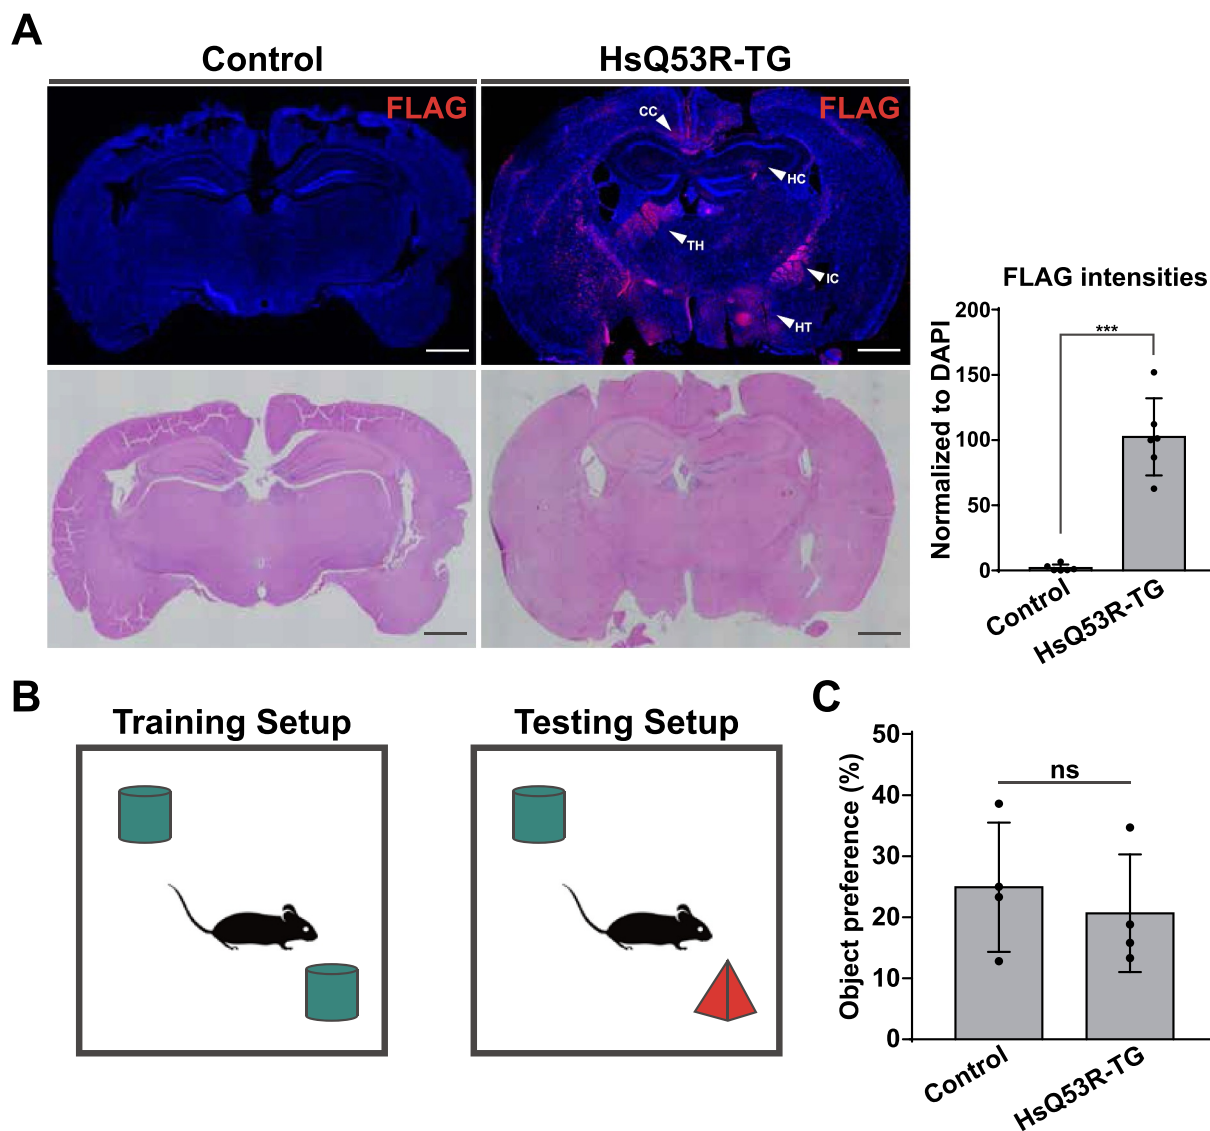 A
Control
HsQ53R-TG
FLAG
FLAG
CC
HC
TH
IC
HT
FLAG intensities
Normalized to DAPI
200
150
100
50
0
***
Control
HsQ53R-TG
B
Training Setup
Testing Setup
C
Object preference (%)
50
40
30
20
10
0
ns
Control
HsQ53R-TG